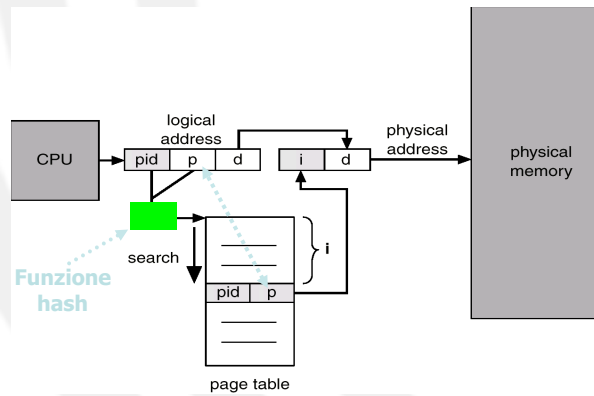 logical
address
CPU
pid p d
i d
physical
address
physical
memory
search
i
Funzione
hash
pid p
page table